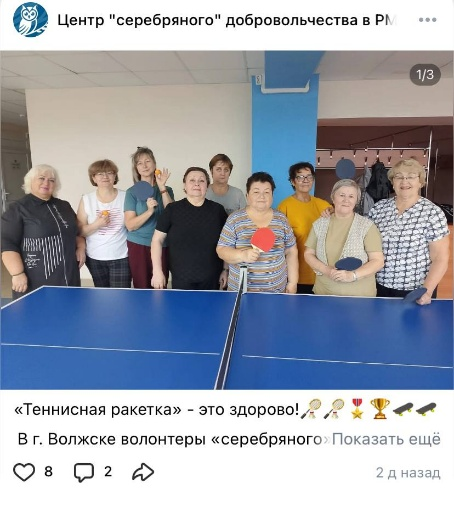 Центр "серебряного" добровольчества в РМ
1/3
«Теннисная ракетка» - это здорово!🏸🏸🎖️🏆🛹🛹
В г. Волжске волонтеры «серебряного Показать ещё
8 2 2 д назад